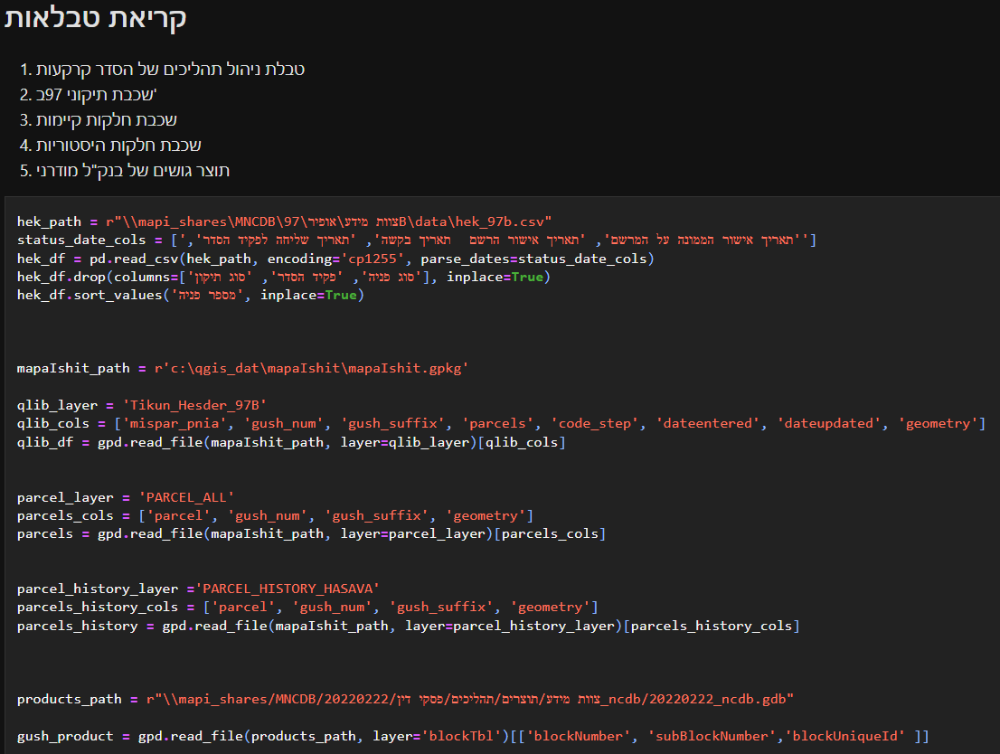 קריאת טבלאות
1. טבלת ניהול תהליכים של הסדר קרקעות
2. שכבת תיקוני 97ב'
3. שכבת חלקות קיימות
4. שכבת חלקות היסטוריות
5. תוצר גושים של בנק"ל מודרני
hek_path = r"\\mapi_shares\MNCDB\צוות מידע\אופיר\97B\data\hek_97b.csv"
status_date_cols = ['תאריך אישור הממונה על המרשם', 'תאריך אישור הרשם  תאריך בקשה', 'תאריך שליחה לפקיד הסדר','']
hek_df = pd.read_csv(hek_path, encoding='cp1255', parse_dates=status_date_cols)
hek_df.drop(columns=['סוג פניה', 'פקיד הסדר', 'סוג תיקון'], inplace=True)
hek_df.sort_values('מספר פניה', inplace=True)
mapaIshit_path = r'c:\qgis_dat\mapaIshit\mapaIshit.gpkg'
qlib_layer = 'Tikun_Hesder_97B'
qlib_cols = ['mispar_pnia', 'gush_num', 'gush_suffix', 'parcels', 'code_step', 'dateentered', 'dateupdated', 'geometry']
qlib_df = gpd.read_file(mapaIshit_path, layer=qlib_layer)[qlib_cols]
parcel_layer = 'PARCEL_ALL'
parcels_cols = ['parcel', 'gush_num', 'gush_suffix', 'geometry']
parcels = gpd.read_file(mapaIshit_path, layer=parcel_layer)[parcels_cols]
parcel_history_layer ='PARCEL_HISTORY_HASAVA'
parcels_history_cols = ['parcel', 'gush_num', 'gush_suffix', 'geometry']
parcels_history = gpd.read_file(mapaIshit_path, layer=parcel_history_layer)[parcels_history_cols]
products_path = r"\\mapi_shares/MNCDB/צוות מידע/תוצרים/תהליכים/פסקי דין/20220222_ncdb/20220222_ncdb.gdb"
gush_product = gpd.read_file(products_path, layer='blockTbl')[['blockNumber', 'subBlockNumber','blockUniqueId' ]]